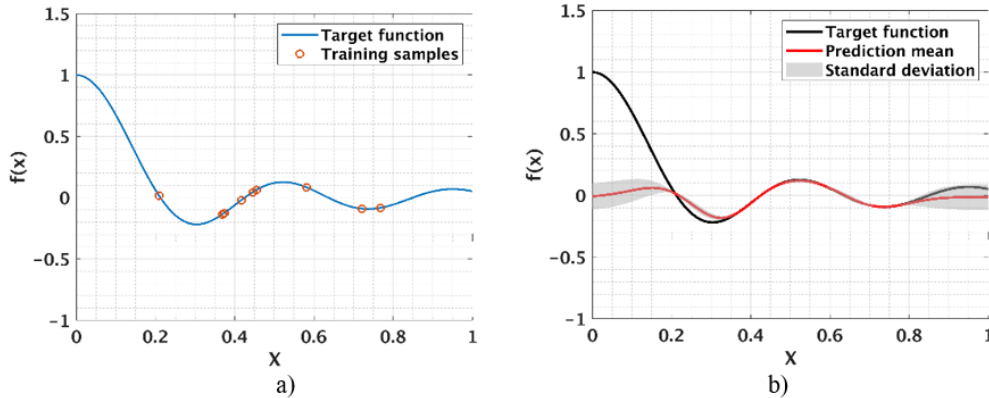 1.5
1
0.5
0
−0.5
−1
f(x)
Target function
Training samples
0 0.2 0.4 0.6 0.8 1
X
a)
1.5
1
0.5
0
−0.5
−1
f(x)
Target function
Prediction mean
Standard deviation
0 0.2 0.4 0.6 0.8 1
X
b)